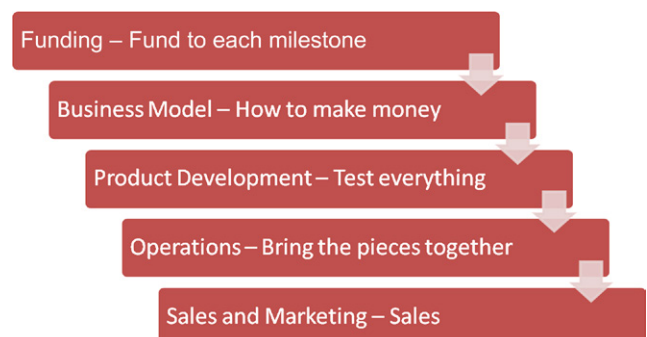 Funding – Fund to each milestone
Business Model – How to make money
Product Development – Test everything
Operations – Bring the pieces together
Sales and Marketing – Sales